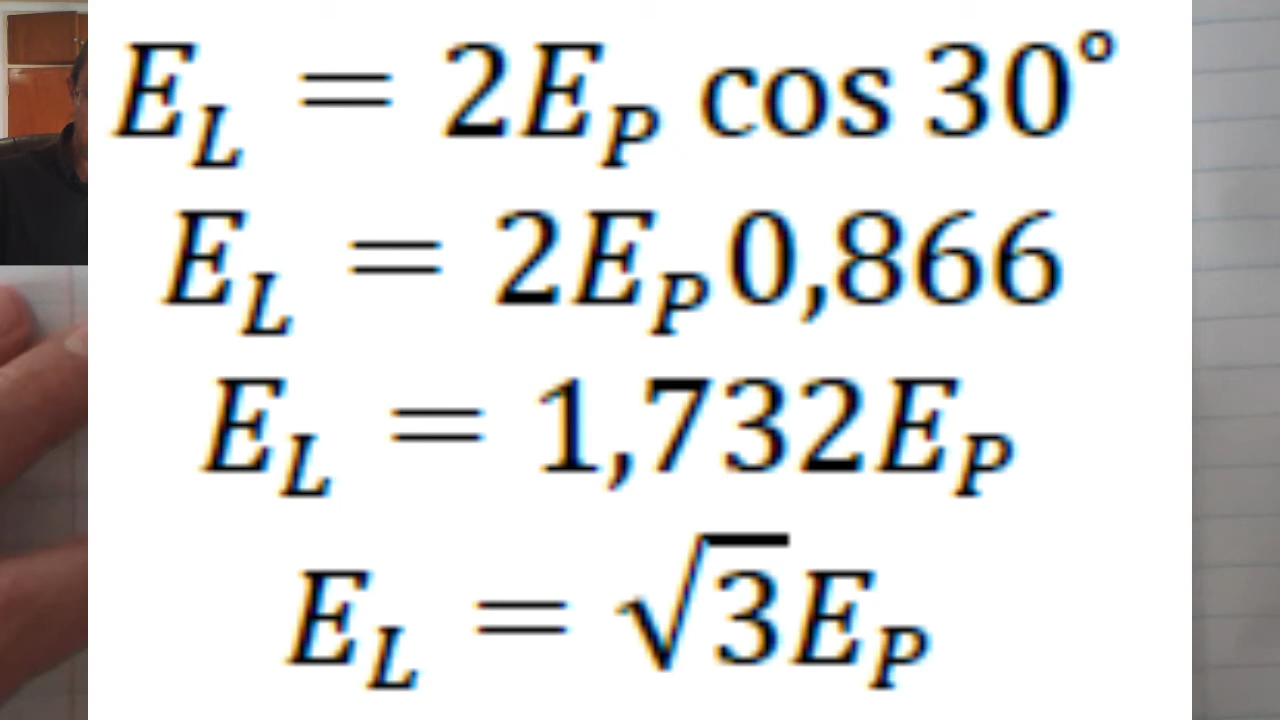 E_L = 2E_P cos 30°
E_L = 2E_P 0,866
E_L = 1,732E_P
E_L = √3E_P